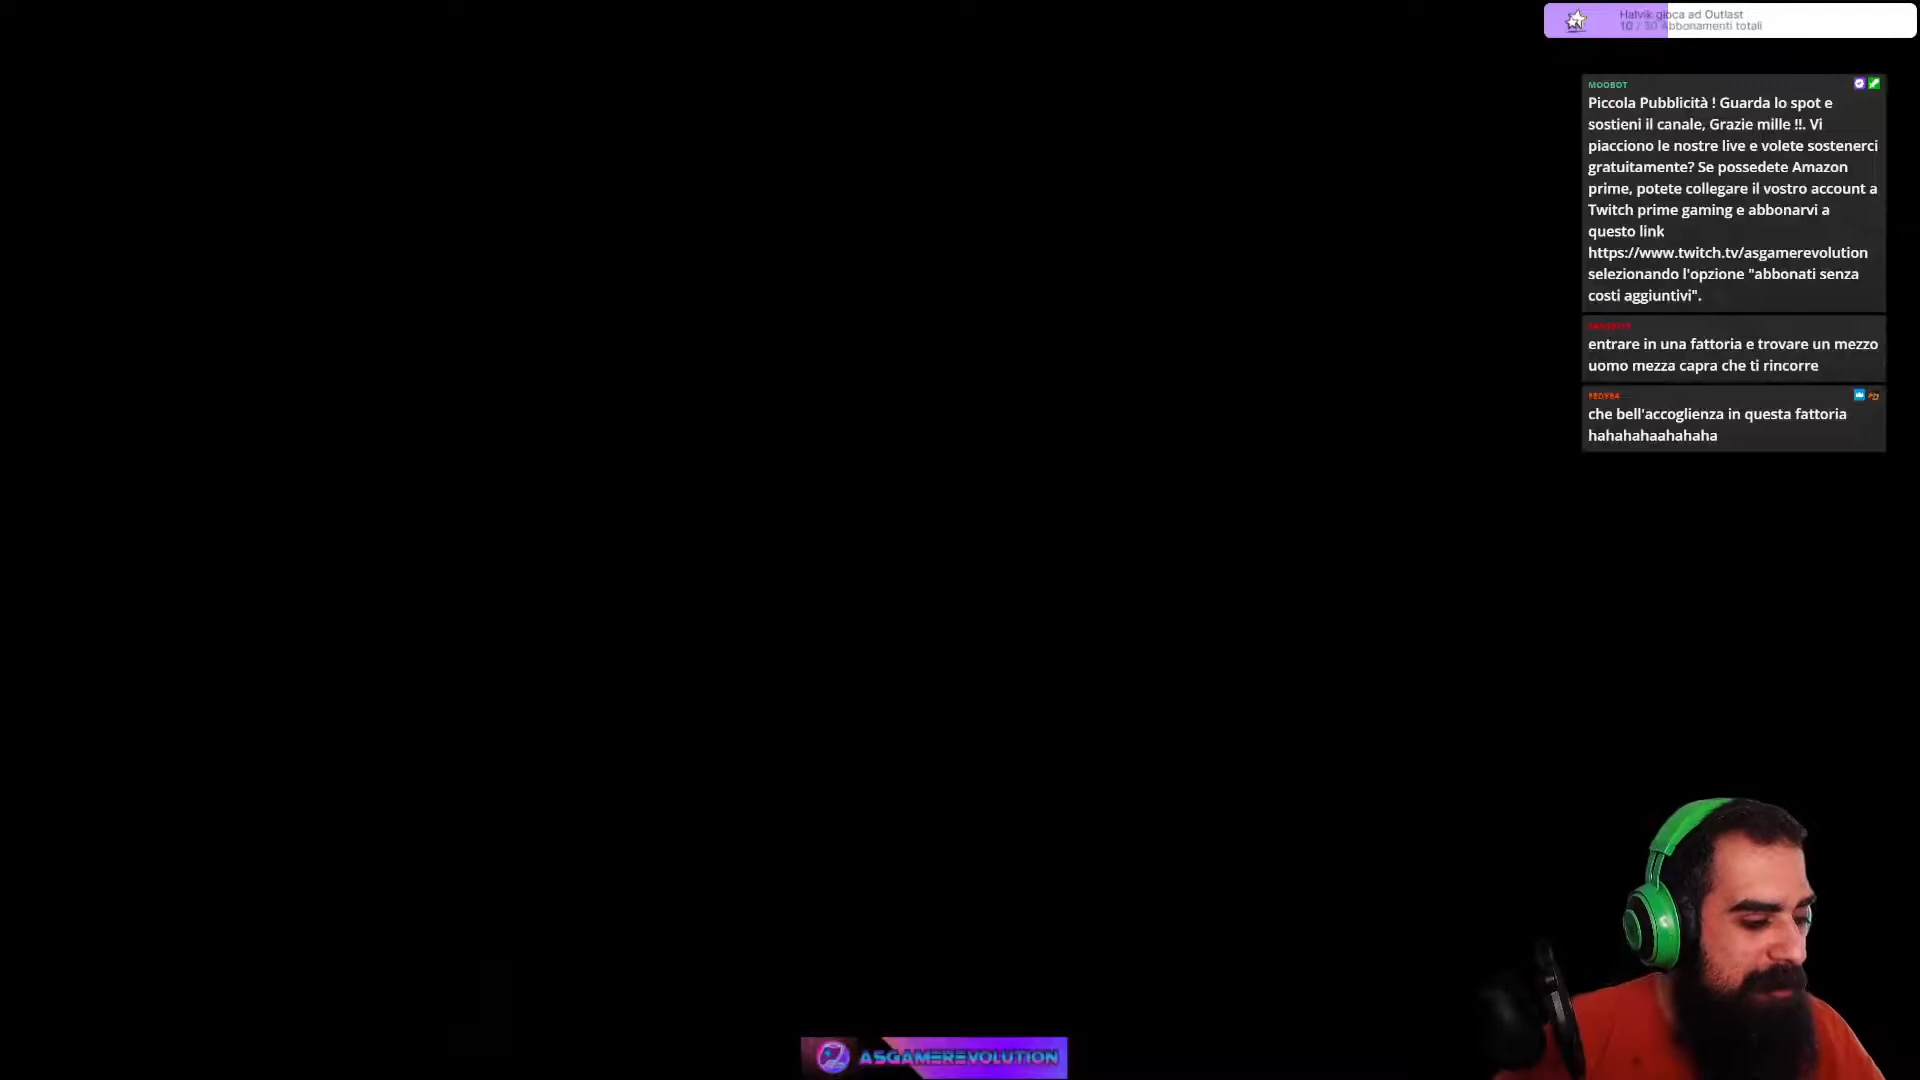 Halvik gioca ad Outlast
10 / 30 Abbonamenti totali
MOOBOT
Piccola Pubblicità ! Guarda lo spot e
sostieni il canale, Grazie mille !!. Vi
piacciono le nostre live e volete sostenerci
gratuitamente? Se possedete Amazon
prime, potete collegare il vostro account a
Twitch prime gaming e abbonarvi a
questo link
https://www.twitch.tv/asgamerevolution
selezionando l'opzione "abbonati senza
costi aggiuntivi".
entrare in una fattoria e trovare un mezzo
uomo mezza capra che ti rincorre
che bell'accoglienza in questa fattoria
hahahahaahahaha
ASGAMEREVOLUTION